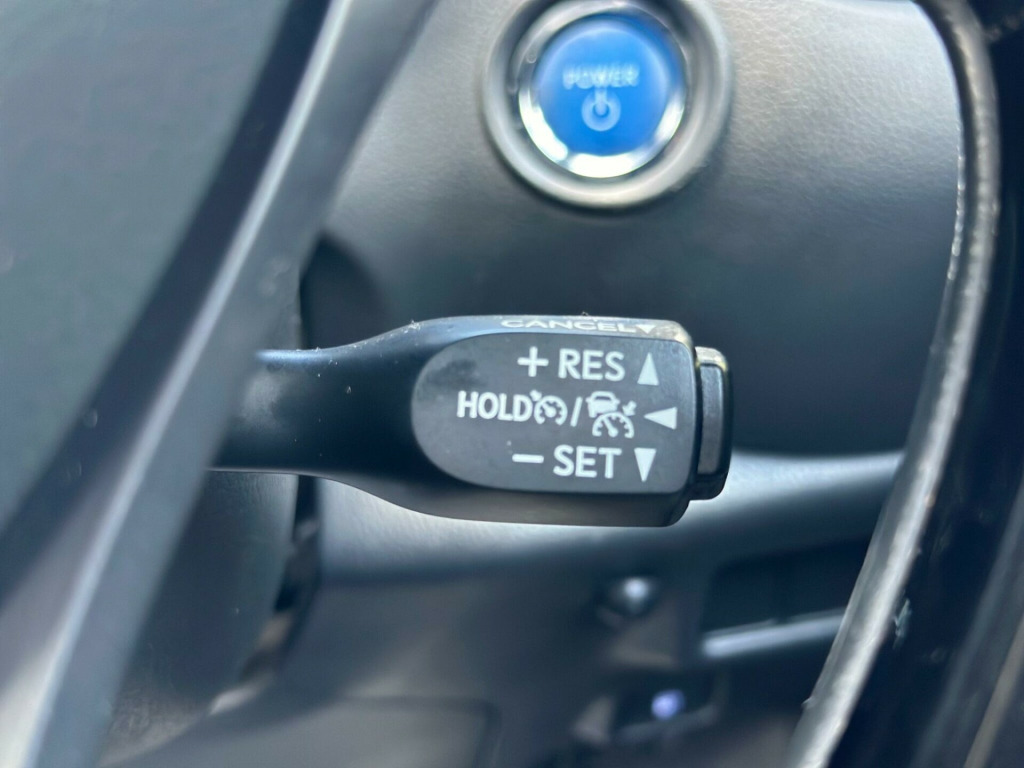 POWER
CANCEL
+ RES
HOLD /
− SET